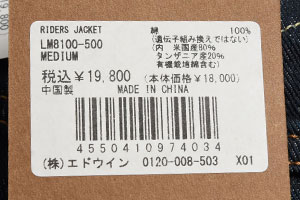 RIDERS JACKET
LM8100-500
MEDIUM
綿 100%
(遺伝子組み換えではない)
(内 米国産80%
タンザニア産20%
有機栽培綿含む)
税込¥19,800 (本体価格¥18,000)
中国製 MADE IN CHINA
4550410974034
(株)エドウイン 0120-008-503 X01